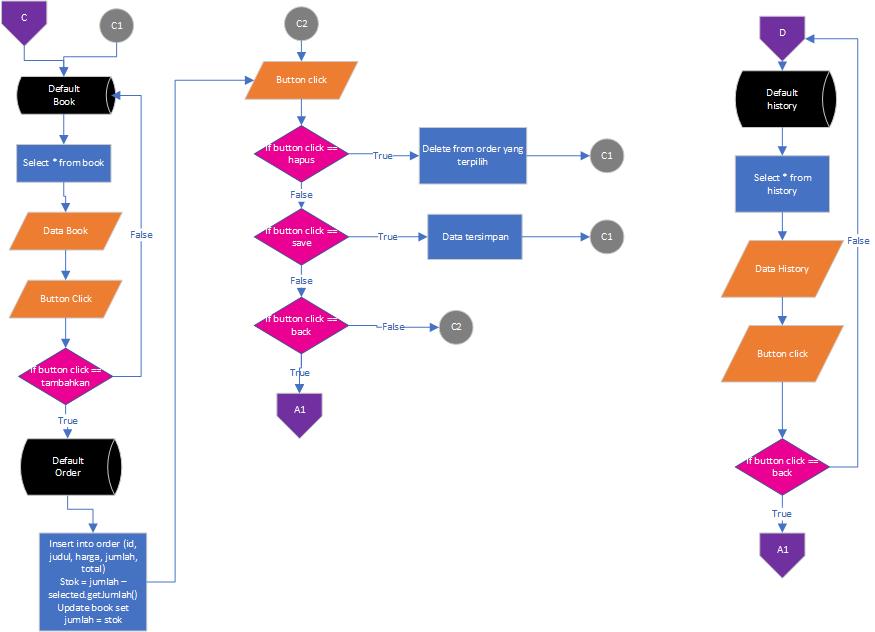 C
C1
Default
Book
Select * from book
Data Book
False
Button Click
If button click ==
tambahkan
True
Default
Order
Insert into order (id,
judul, harga, jumlah,
total)
Stok = jumlah –
selected.getJumlah()
Update book set
jumlah = stok
C2
Button click
If button click ==
hapus
True
Delete from order yang
terpilih
C1
False
If button click ==
save
True
Data tersimpan
C1
False
If button click ==
back
False
C2
True
A1
D
Default
history
Select * from
history
False
Data History
Button click
If button click ==
back
True
A1